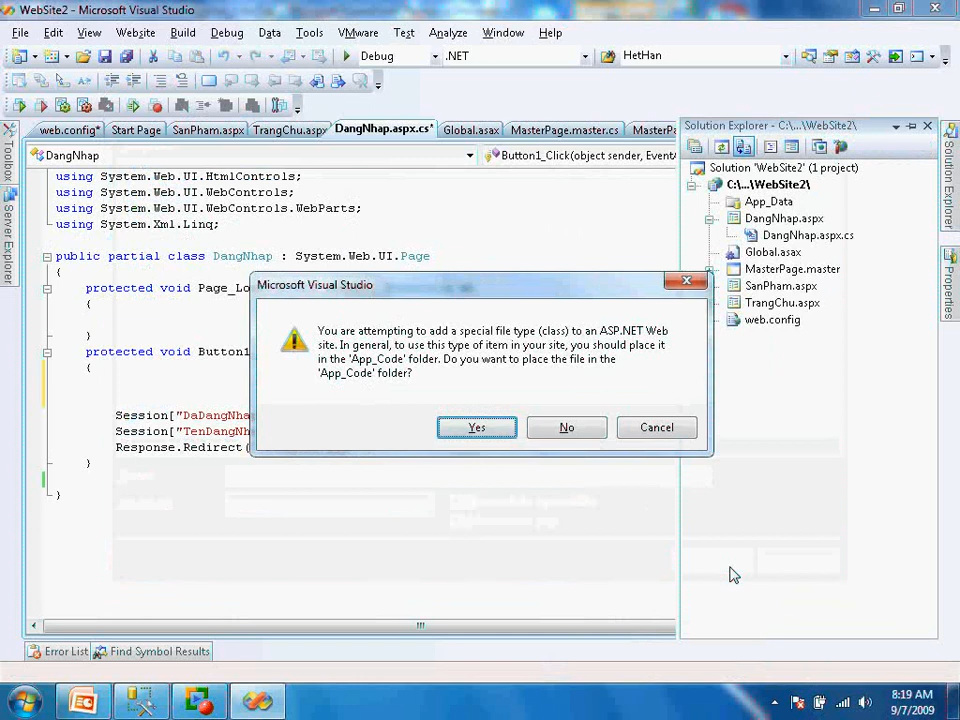 WebSite2 - Microsoft Visual Studio
File Edit View Website Build Debug Data Tools VMware Test Analyze Window Help
Debug .NET HetHan
web.config* Start Page SanPham.aspx TrangChu.aspx DangNhap.aspx.cs* Global.asax MasterPage.master.cs MasterP
DangNhap Button1_Click(object sender, Event
using System.Web.UI.HtmlControls;
using System.Web.UI.WebControls;
using System.Web.UI.WebControls.WebParts;
using System.Xml.Linq;
public partial class DangNhap : System.Web.UI.Page
{
protected void Page_Lo
{
}
protected void Button1
{
Session["DaDangNha
Session["TenDangNh
Response.Redirect(
}
}
Microsoft Visual Studio
You are attempting to add a special file type (class) to an ASP.NET Web
site. In general, to use this type of item in your site, you should place it
in the 'App_Code' folder. Do you want to place the file in the
'App_Code' folder?
Yes No Cancel
Solution Explorer - C:\...\WebSite2\
Solution 'WebSite2' (1 project)
C:\...\WebSite2\
App_Data
DangNhap.aspx
DangNhap.aspx.cs
Global.asax
MasterPage.master
SanPham.aspx
TrangChu.aspx
web.config
Toolbox
Server Explorer
Solution Explorer
Properties
Error List Find Symbol Results
8:19 AM
9/7/2009